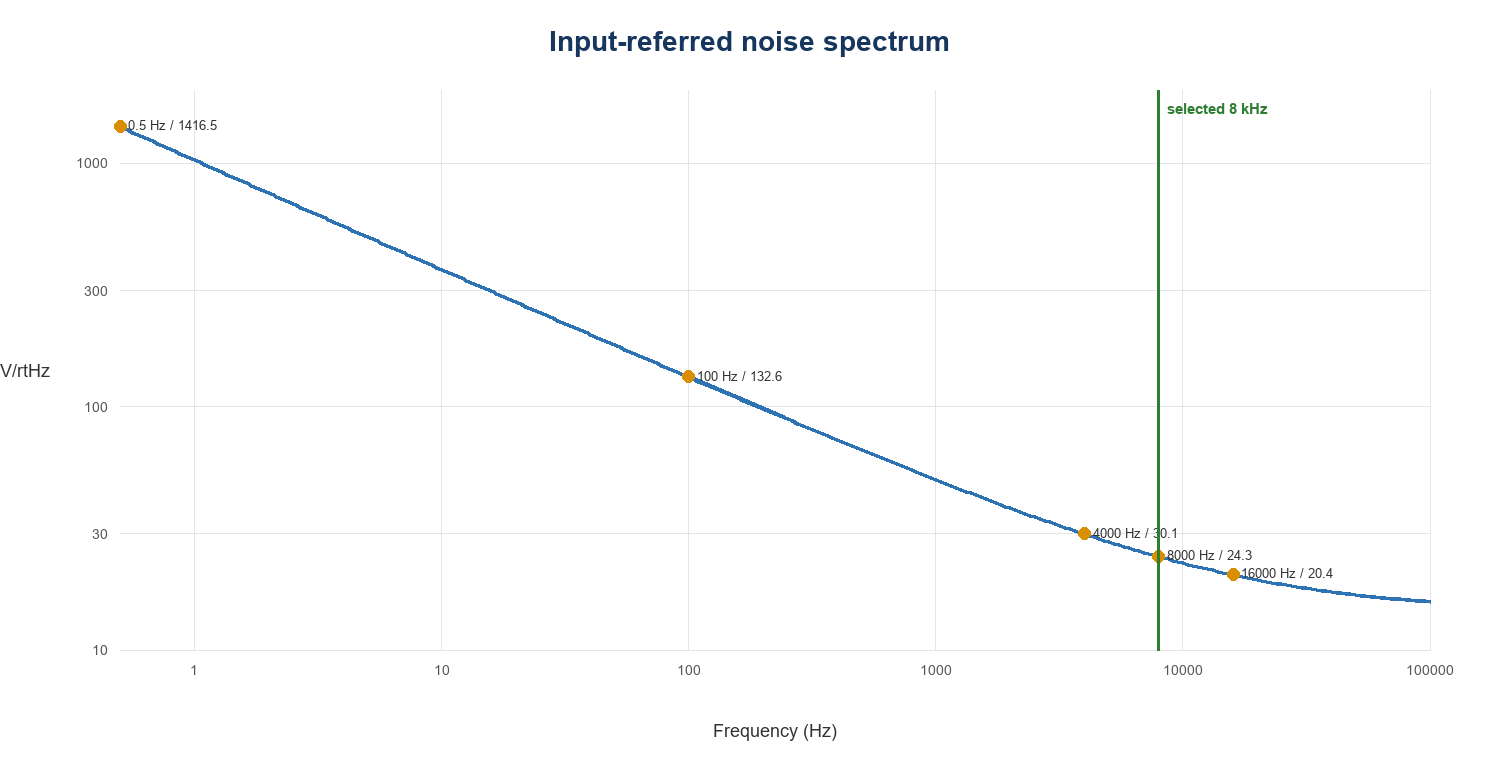 Input-referred noise spectrum
selected 8 kHz
0.5 Hz / 1416.5
1000
300
V/rtHz
100 Hz / 132.6
100
30
4000 Hz / 30.1
8000 Hz / 24.3
16000 Hz / 20.4
10
1
10
100
1000
10000
100000
Frequency (Hz)